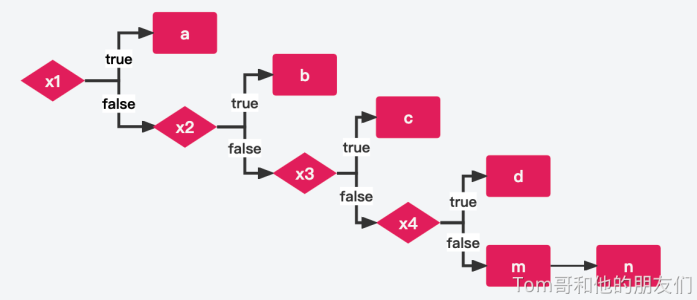 a
true
x1
false
b
true
x2
false
c
true
x3
false
d
true
x4
false
m
n
Tom哥和他的朋友们